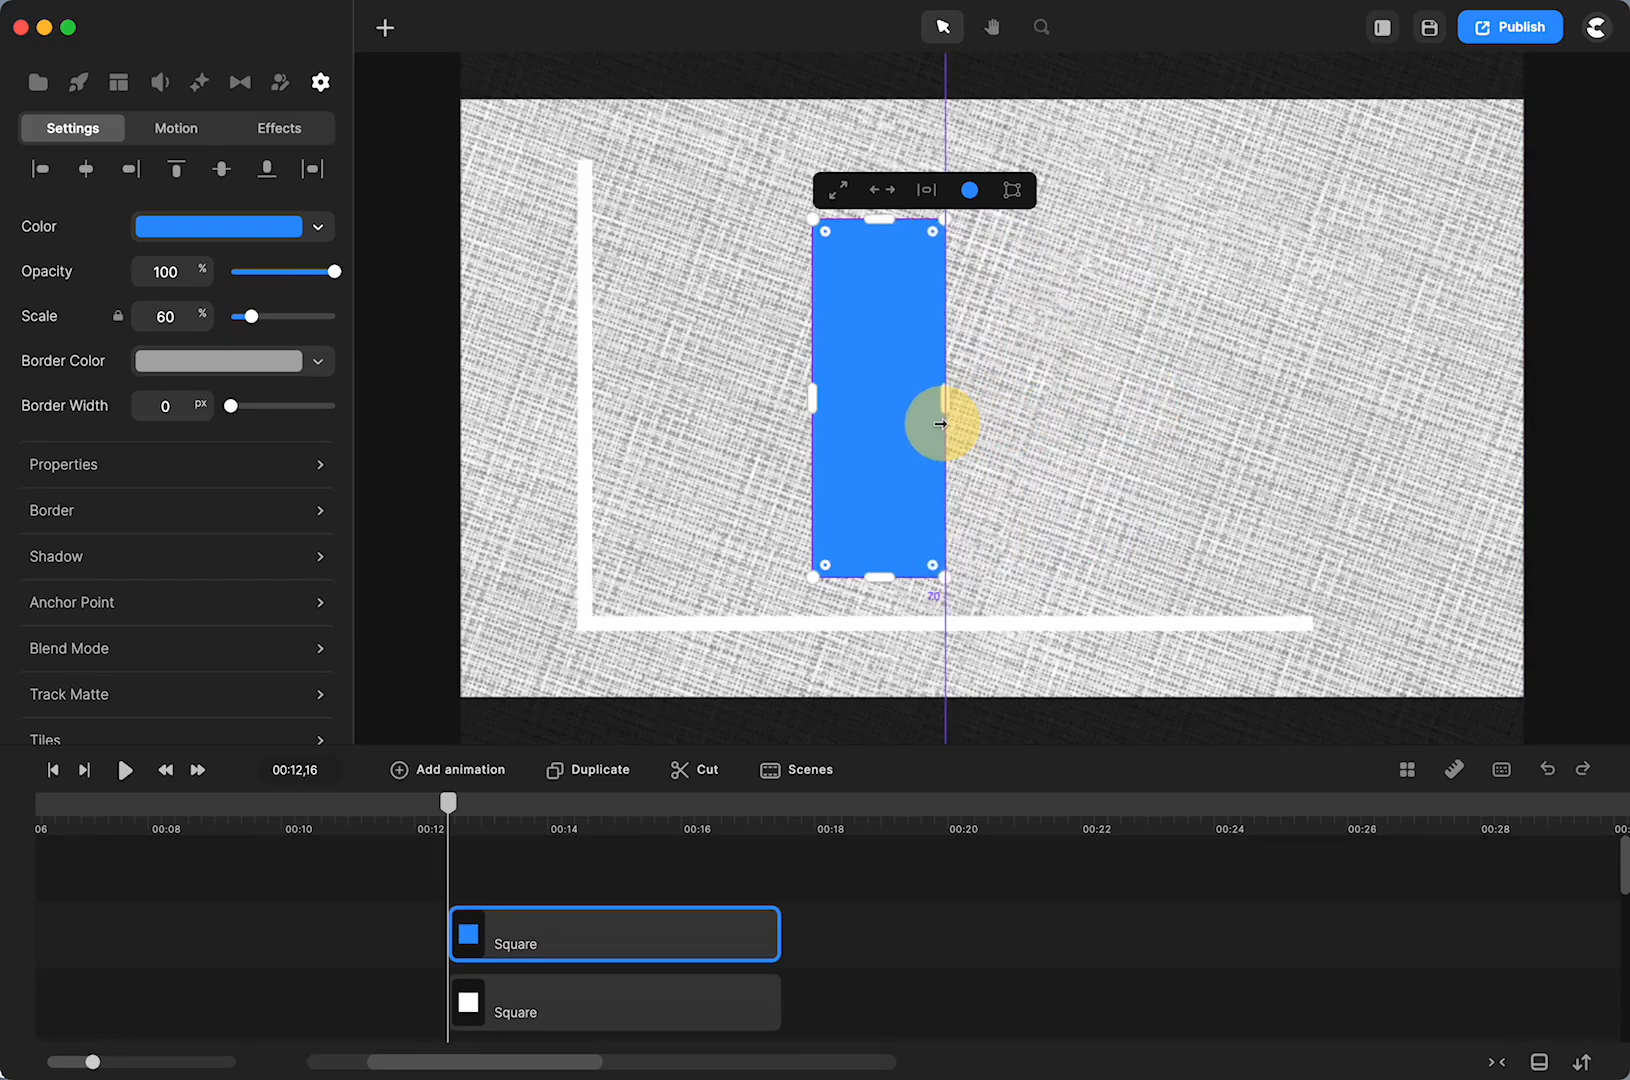 Publish
Settings
Motion
Effects
Color
Opacity
100 %
Scale
60 %
Border Color
Border Width
0 px
Properties
Border
Shadow
Anchor Point
Blend Mode
Track Matte
Tiles
70
00:12,16
Add animation
Duplicate
Cut
Scenes
06
00:08
00:10
00:12
00:14
00:16
00:18
00:20
00:22
00:24
00:26
00:28
00:
Square
Square